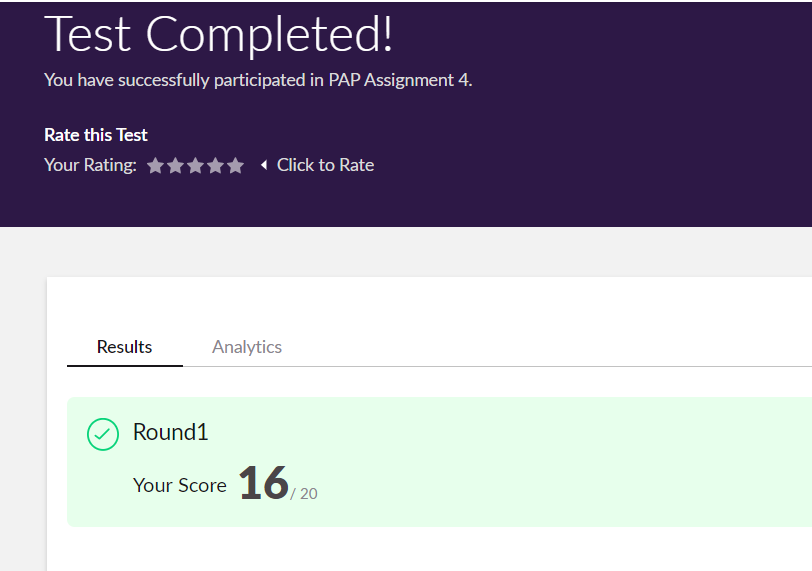 Test Completed!
You have successfully participated in PAP Assignment 4.
Rate this Test
Your Rating:
Click to Rate
Results
Analytics
Round1
Your Score 16 / 20